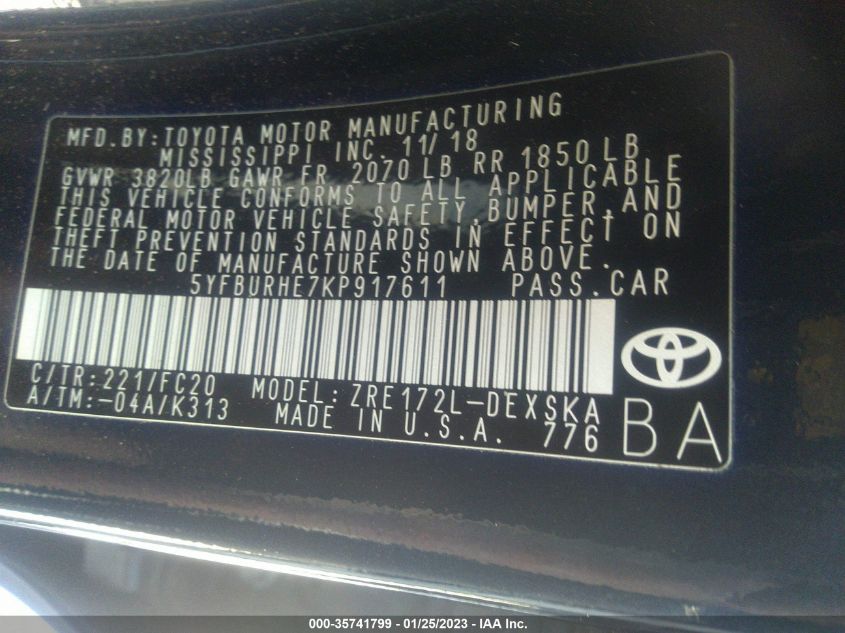 MFD.BY:TOYOTA MOTOR MANUFACTURING
MISSISSIPPI INC. 11/18
GVWR 3820LB GAWR FR 2070 LB RR 1850 LB
THIS VEHICLE CONFORMS TO ALL APPLICABLE
FEDERAL MOTOR VEHICLE SAFETY,BUMPER,AND
THEFT PREVENTION STANDARDS IN EFFECT ON
THE DATE OF MANUFACTURE SHOWN ABOVE.
5YFBURHE7KP917611 PASS.CAR
C/TR:221/FC20 MODEL:ZRE172L-DEXSKA
A/TM:-04A/K313 MADE IN U.S.A. 776
BA
000-35741799 / 01/25/2023 - IAA Inc.